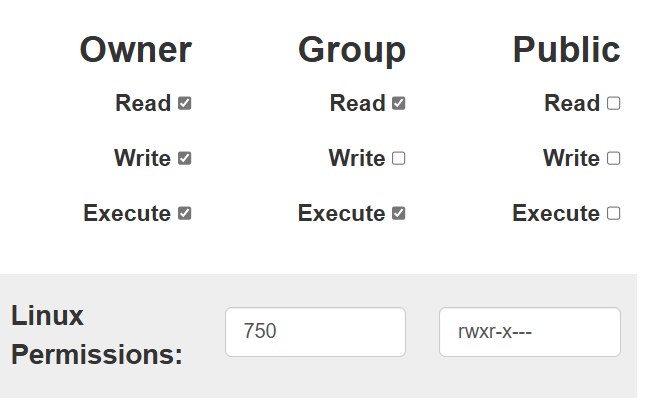 Owner Group Public
Read Read Read
Write Write Write
Execute Execute Execute
Linux
Permissions:
750 rwxr-x---